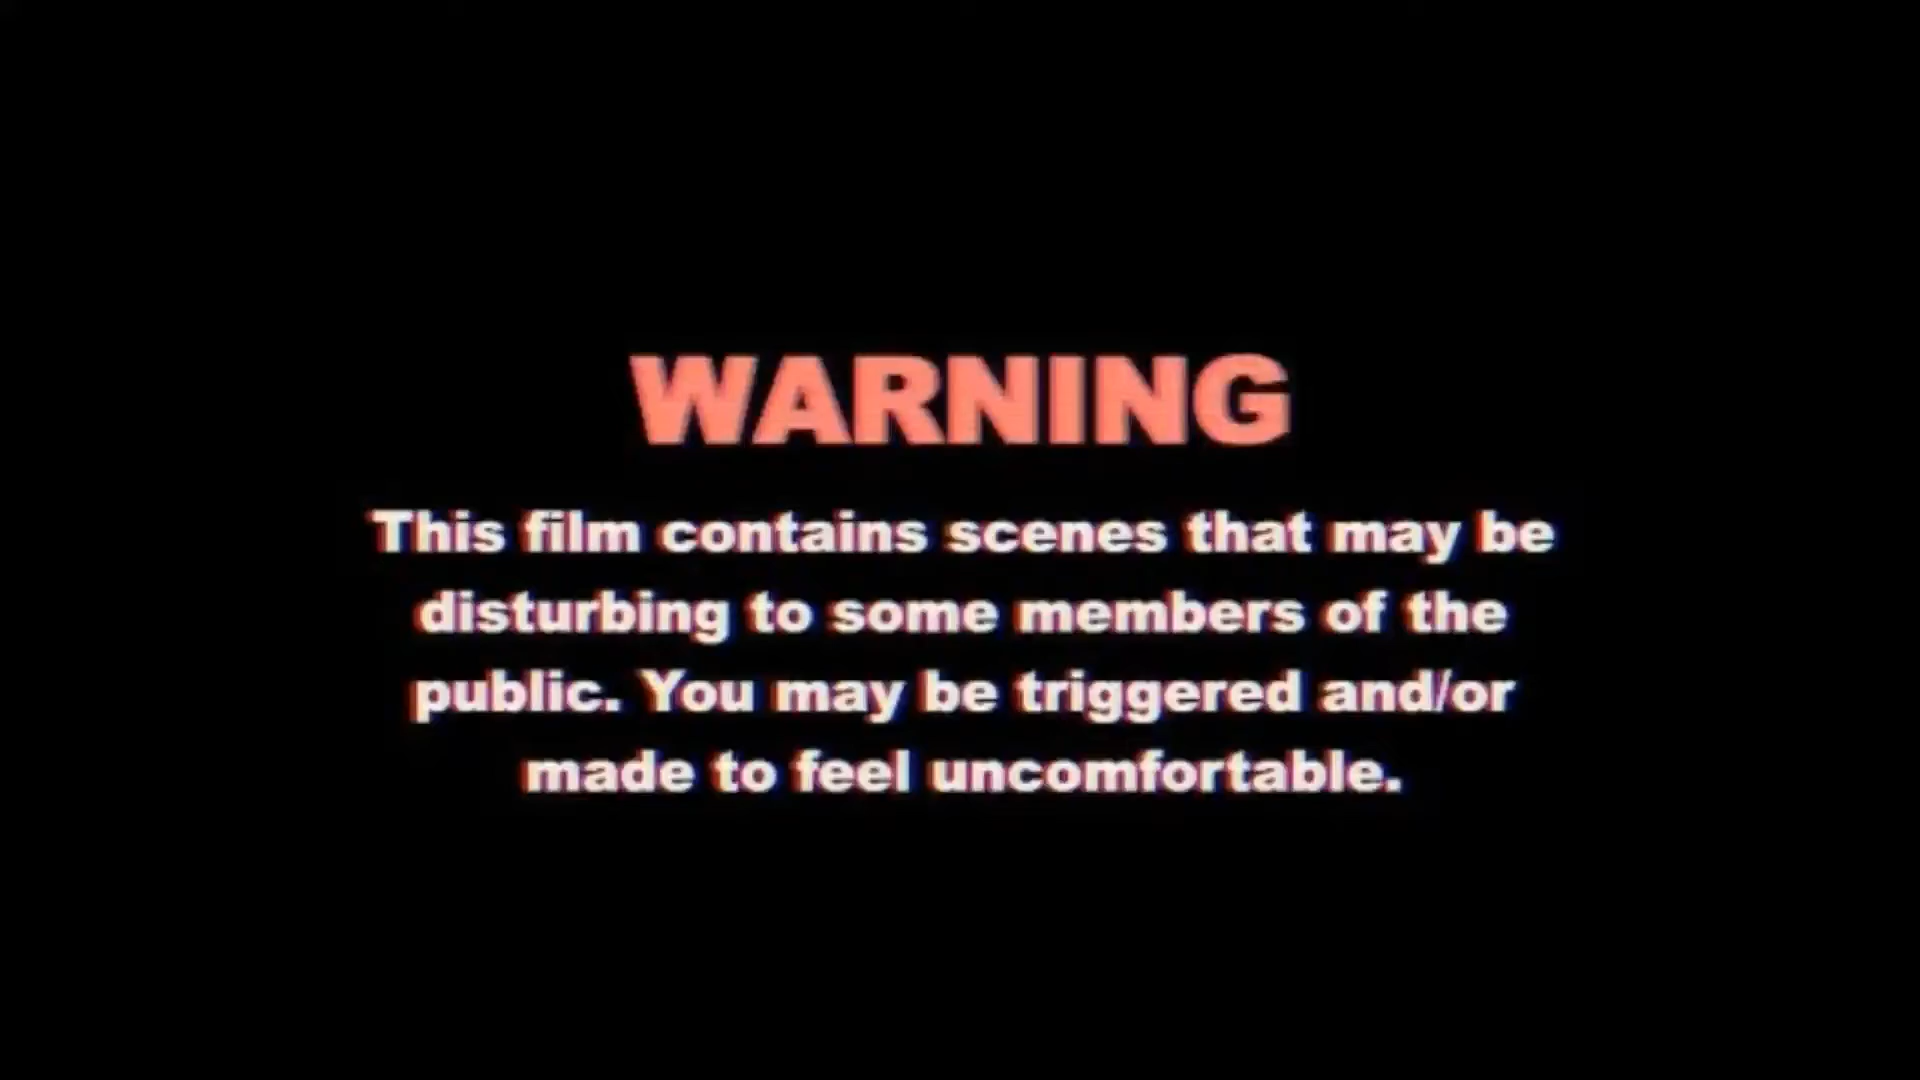 WARNING
This film contains scenes that may be
disturbing to some members of the
public. You may be triggered and/or
made to feel uncomfortable.